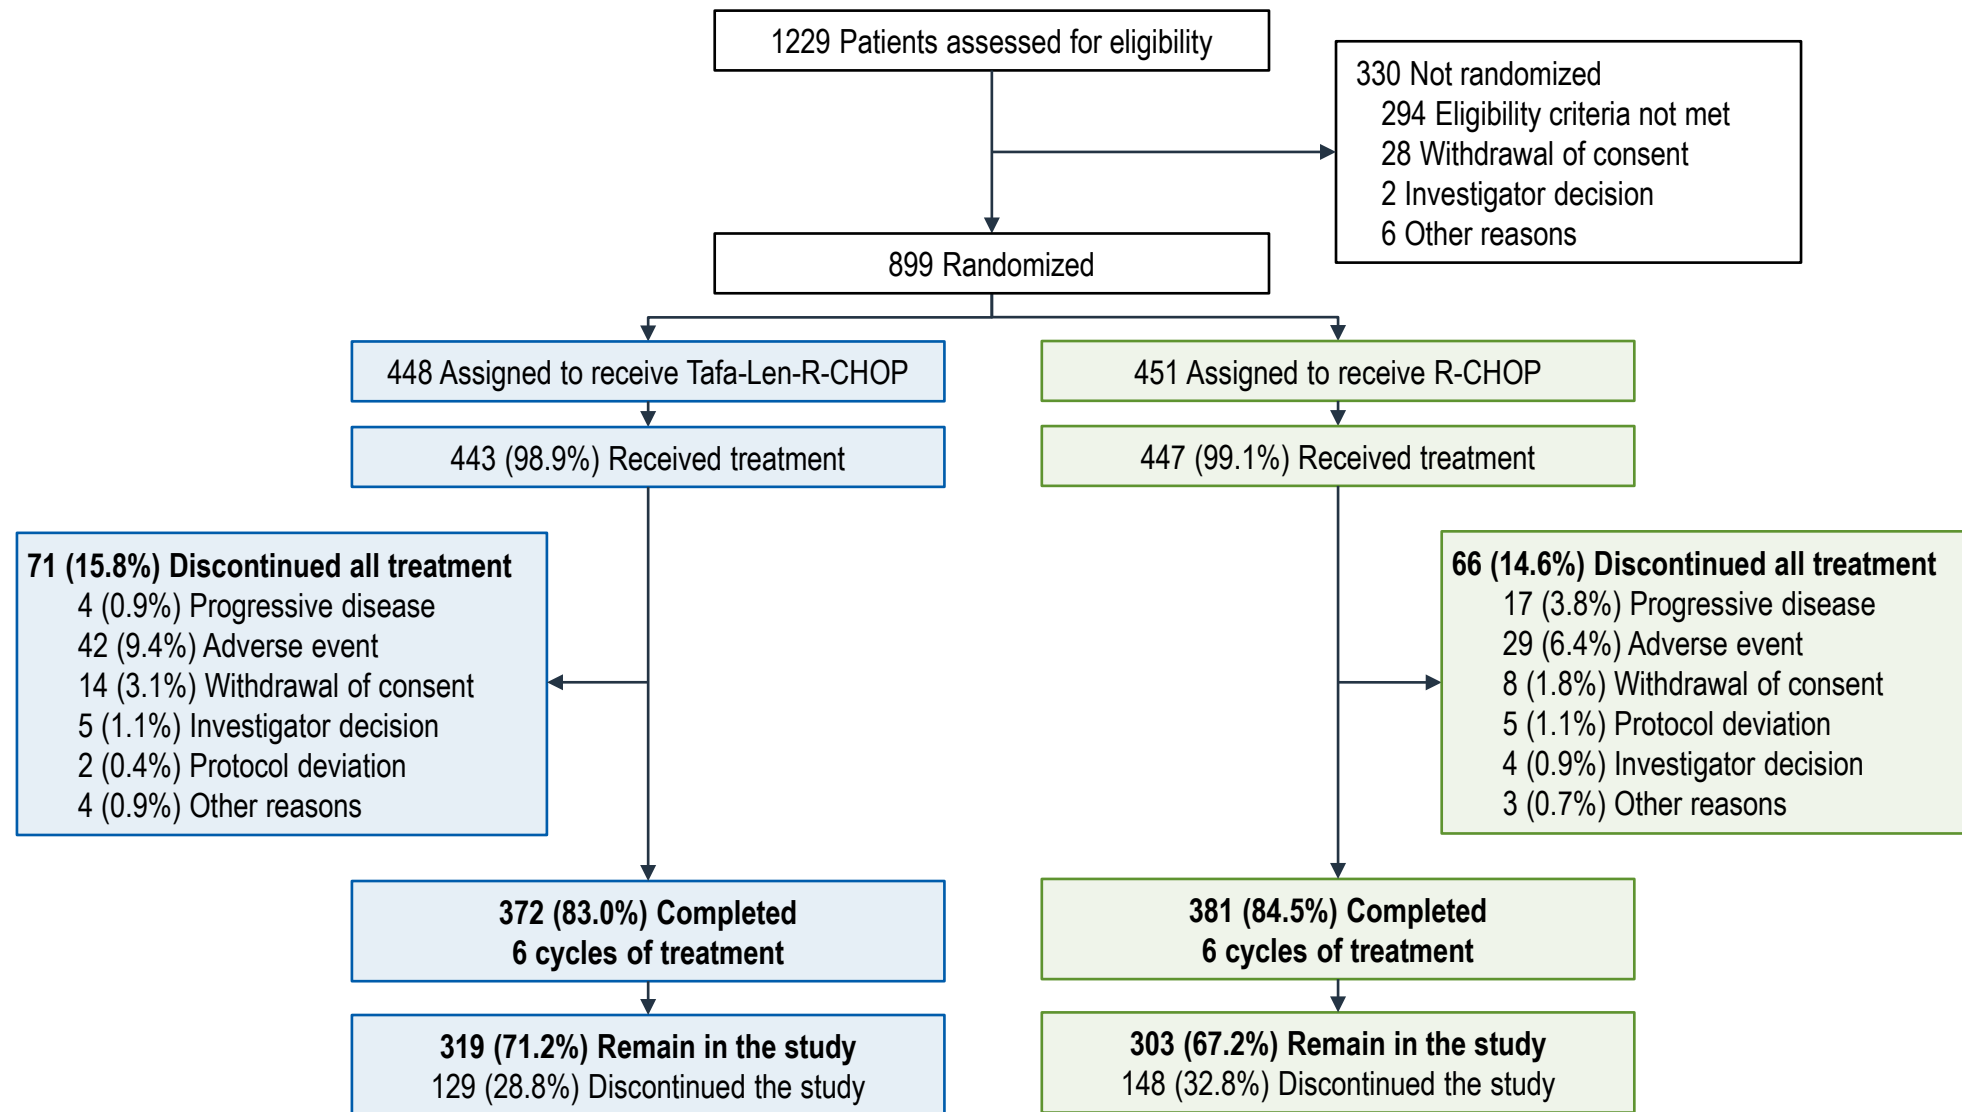 1229 Patients assessed for eligibility
330 Not randomized
294 Eligibility criteria not met
28 Withdrawal of consent
2 Investigator decision
6 Other reasons
899 Randomized
448 Assigned to receive Tafa-Len-R-CHOP
443 (98.9%) Received treatment
71 (15.8%) Discontinued all treatment
4 (0.9%) Progressive disease
42 (9.4%) Adverse event
14 (3.1%) Withdrawal of consent
5 (1.1%) Investigator decision
2 (0.4%) Protocol deviation
4 (0.9%) Other reasons
372 (83.0%) Completed
6 cycles of treatment
319 (71.2%) Remain in the study
129 (28.8%) Discontinued the study
451 Assigned to receive R-CHOP
447 (99.1%) Received treatment
66 (14.6%) Discontinued all treatment
17 (3.8%) Progressive disease
29 (6.4%) Adverse event
8 (1.8%) Withdrawal of consent
5 (1.1%) Protocol deviation
4 (0.9%) Investigator decision
3 (0.7%) Other reasons
381 (84.5%) Completed
6 cycles of treatment
303 (67.2%) Remain in the study
148 (32.8%) Discontinued the study